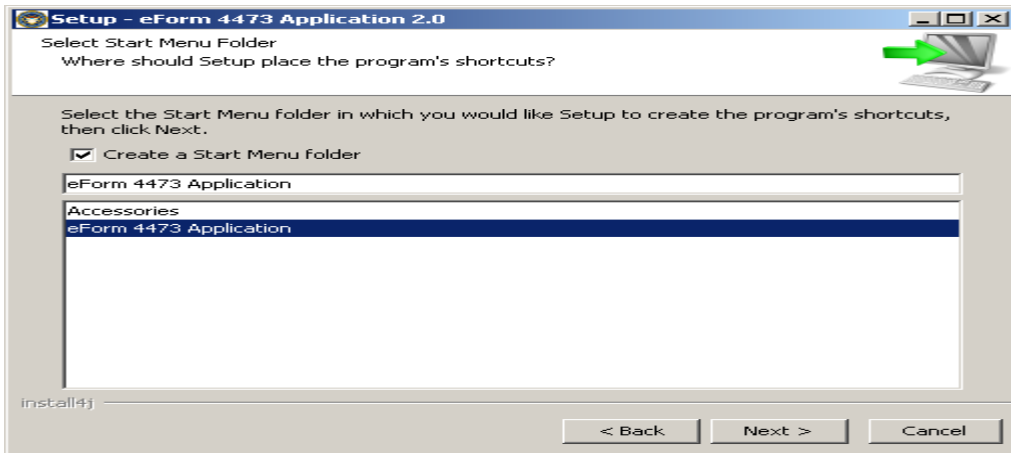 Setup - eForm 4473 Application 2.0
Select Start Menu Folder
Where should Setup place the program's shortcuts?
Select the Start Menu folder in which you would like Setup to create the program's shortcuts,
then click Next.
Create a Start Menu folder
eForm 4473 Application
Accessories
eForm 4473 Application
install4j
< Back Next > Cancel